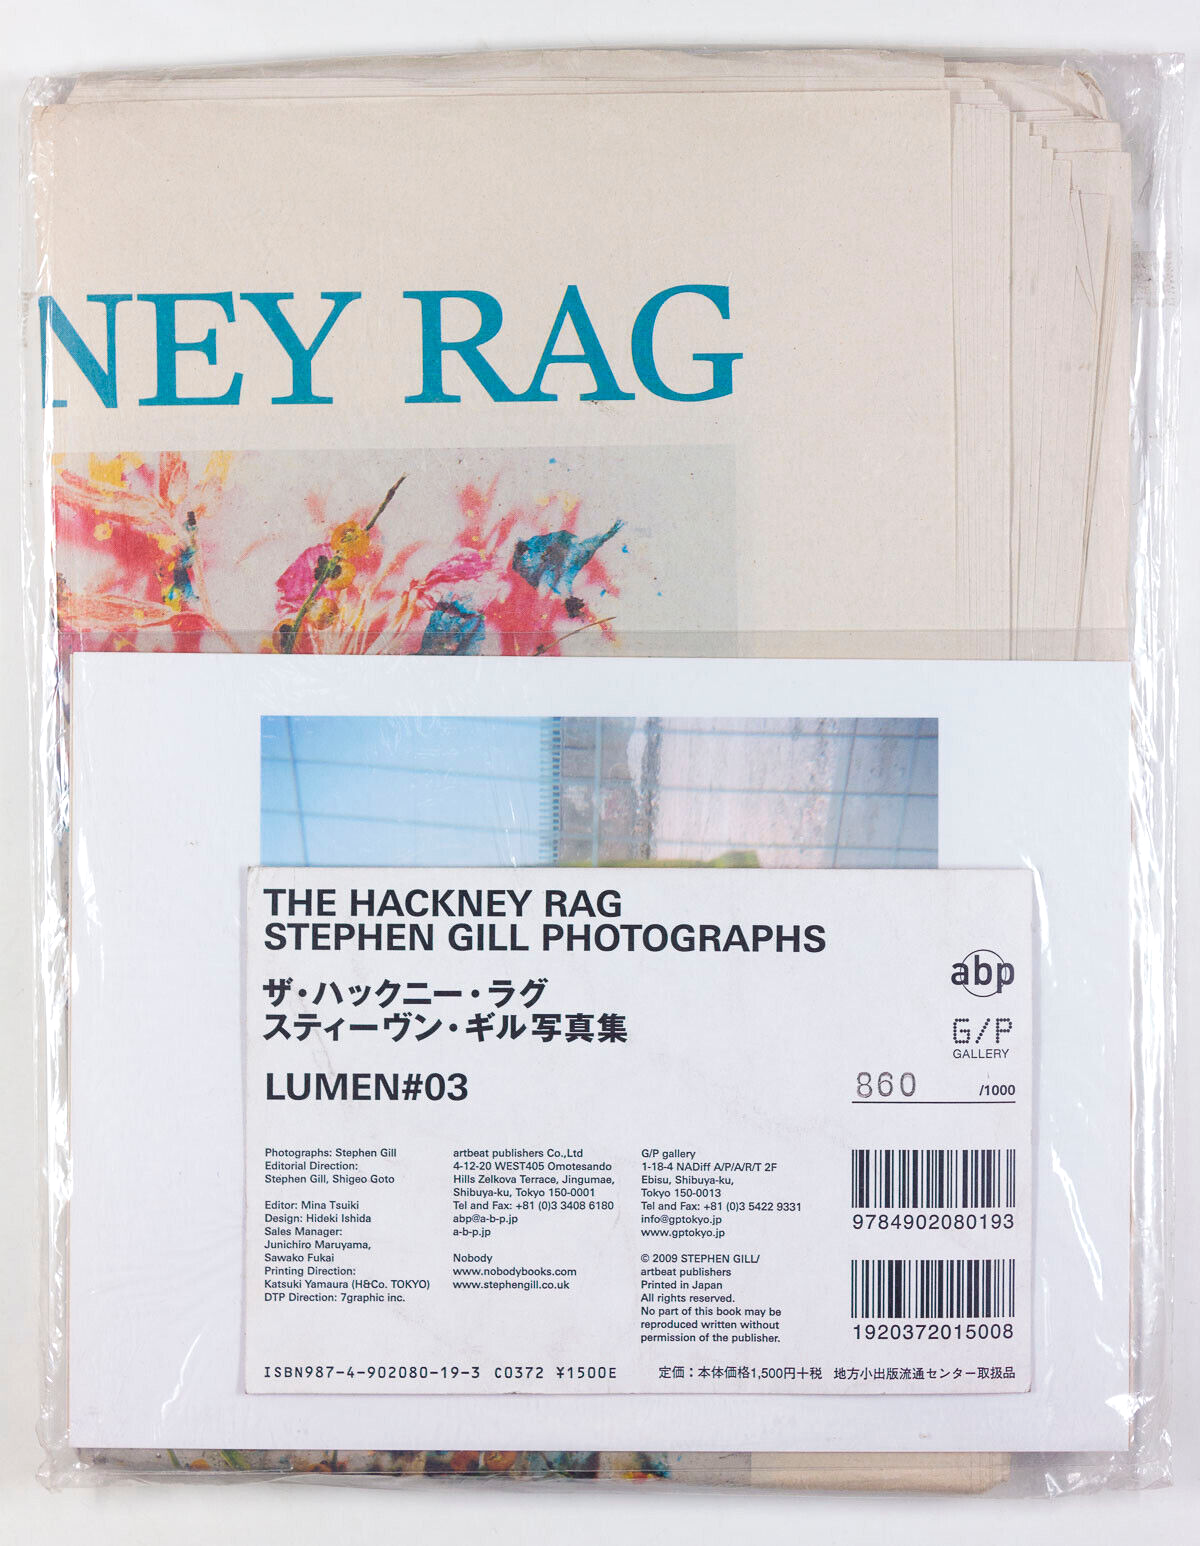 NEY RAG
THE HACKNEY RAG
STEPHEN GILL PHOTOGRAPHS
ザ・ハックニー・ラグ
スティーヴン・ギル写真集
LUMEN#03
abp
G/P
GALLERY
860 /1000
Photographs: Stephen Gill
Editorial Direction:
Stephen Gill, Shigeo Goto
Editor: Mina Tsuiki
Design: Hideki Ishida
Sales Manager:
Junichiro Maruyama,
Sawako Fukai
Printing Direction:
Katsuki Yamaura (H&Co. TOKYO)
DTP Direction: 7graphic inc.
artbeat publishers Co.,Ltd
4-12-20 WEST405 Omotesando
Hills Zelkova Terrace, Jingumae,
Shibuya-ku, Tokyo 150-0001
Tel and Fax: +81 (0)3 3408 6180
abp@a-b-p.jp
a-b-p.jp
Nobody
www.nobodybooks.com
www.stephengill.co.uk
G/P gallery
1-18-4 NADiff A/P/A/R/T 2F
Ebisu, Shibuya-ku,
Tokyo 150-0013
Tel and Fax: +81 (0)3 5422 9331
info@gptokyo.jp
www.gptokyo.jp
© 2009 STEPHEN GILL/
artbeat publishers
Printed in Japan
All rights reserved.
No part of this book may be
reproduced written without
permission of the publisher.
9784902080193
1920372015008
ISBN987-4-902080-19-3 C0372 ¥1500E
定価：本体価格1,500円十税 地方小出版流通センター取扱品